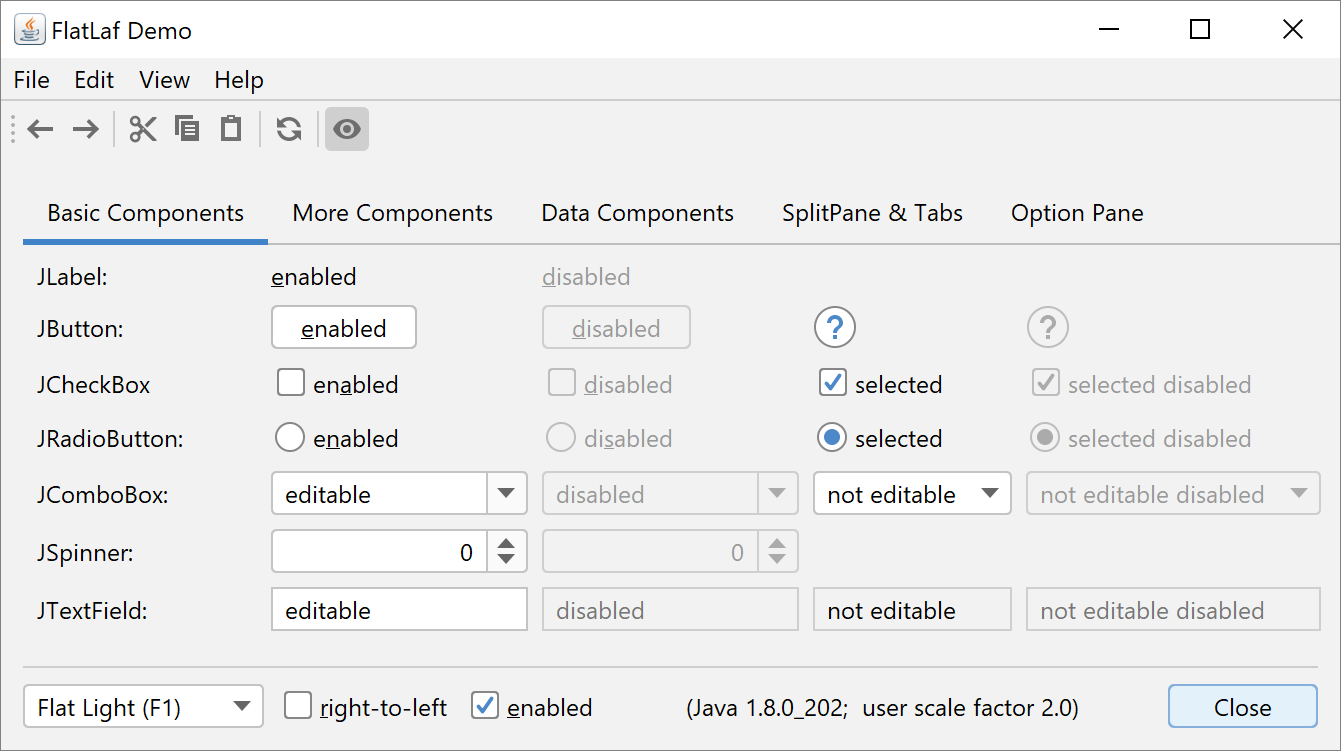 FlatLaf Demo
File Edit View Help
Basic Components More Components Data Components SplitPane & Tabs Option Pane
JLabel: enabled disabled
JButton: enabled disabled ? ?
JCheckBox enabled disabled selected selected disabled
JRadioButton: enabled disabled selected selected disabled
JComboBox: editable disabled not editable not editable disabled
JSpinner: 0 0
JTextField: editable disabled not editable not editable disabled
Flat Light (F1) right-to-left enabled (Java 1.8.0_202; user scale factor 2.0) Close